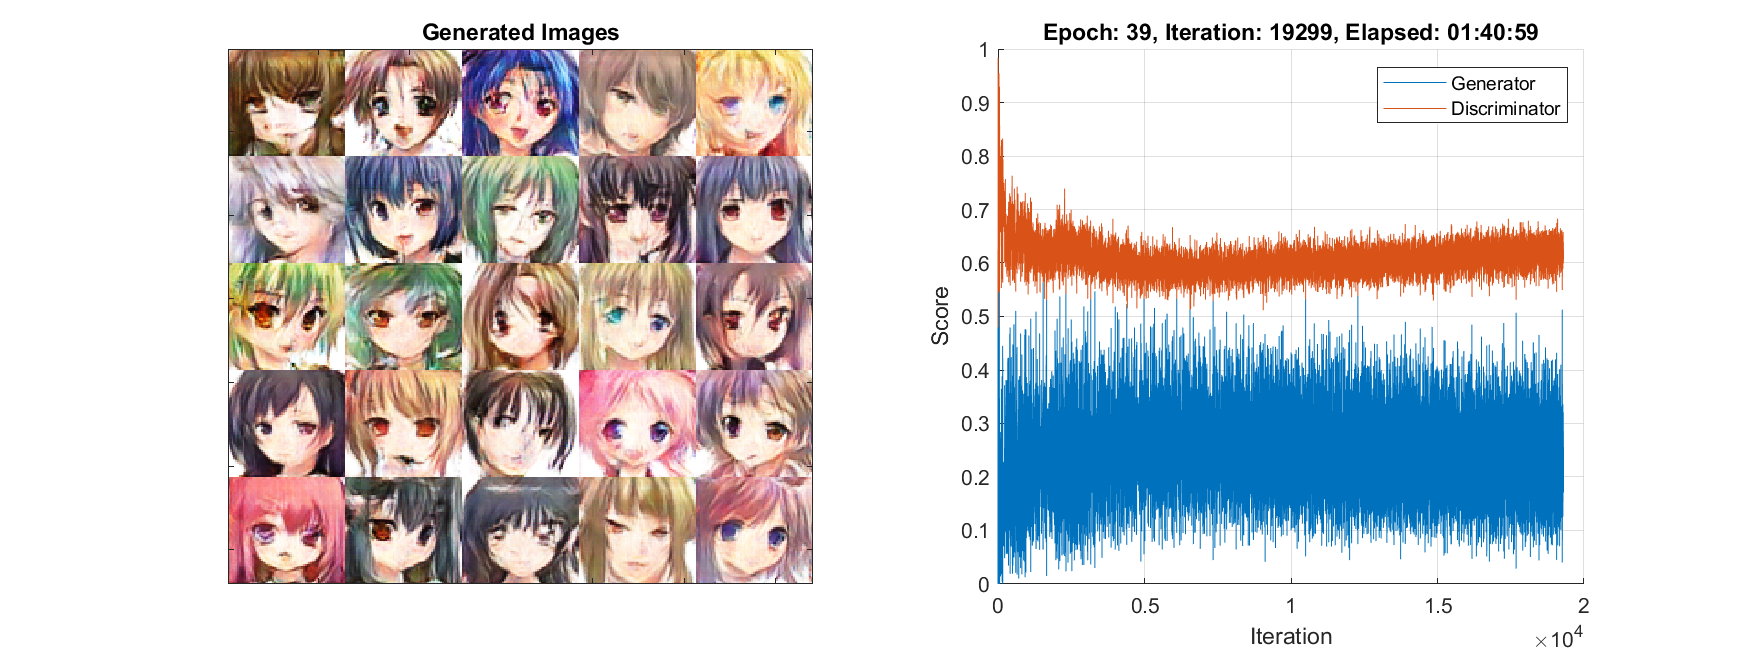 Generated Images
Epoch: 39, Iteration: 19299, Elapsed: 01:40:59
1
0.9
0.8
0.7
0.6
0.5
0.4
0.3
0.2
0.1
0
Score
Generator
Discriminator
0
0.5
1
1.5
2
Iteration
×10^4